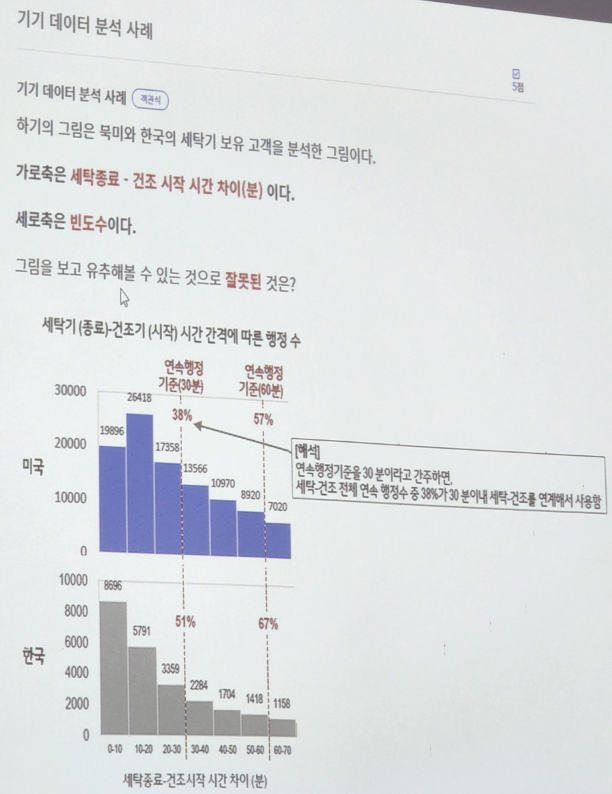 기기 데이터 분석 사례
5점
기기 데이터 분석 사례 객관식
하기의 그림은 북미와 한국의 세탁기 보유 고객을 분석한 그림이다.
가로축은 세탁종료 - 건조 시작 시간 차이(분) 이다.
세로축은 빈도수이다.
그림을 보고 유추해볼 수 있는 것으로 잘못된 것은?
세탁기 (종료)-건조기 (시작) 시간 간격에 따른 행정 수
연속행정
기준(30분)
연속행정
기준(60분)
30000
20000
10000
0
미국
19896
26418
17358
13566
10970
8920
7020
38%
57%
[해석]
연속행정기준을 30 분이라고 간주하면,
세탁-건조 전체 연속 행정수 중 38%가 30 분이내 세탁-건조를 연계해서 사용함
10000
8000
6000
4000
2000
0
한국
8696
5791
3359
2284
1704
1418
1158
51%
67%
0-10 10-20 20-30 30-40 40-50 50-60 60-70
세탁종료-건조시작 시간 차이 (분)